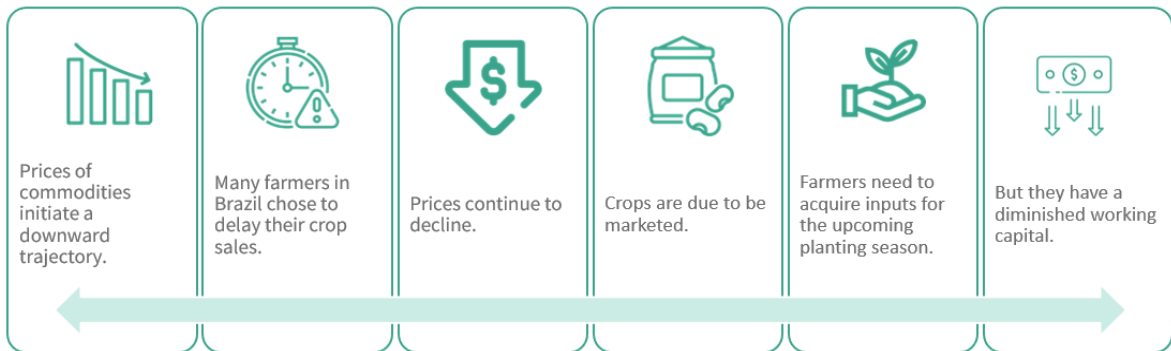 Prices of
commodities
initiate a
downward
trajectory.
Many farmers in
Brazil chose to
delay their crop
sales.
$
Prices continue to
decline.
Crops are due to be
marketed.
Farmers need to
acquire inputs for
the upcoming
planting season.
$
But they have a
diminished working
capital.